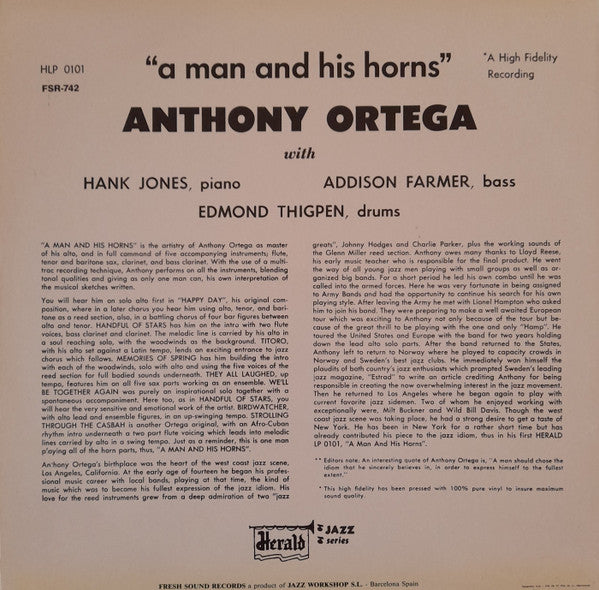 HLP 0101
FSR-742
"a man and his horns"
*A High Fidelity
Recording
ANTHONY ORTEGA
with
HANK JONES, piano
ADDISON FARMER, bass
EDMOND THIGPEN, drums
"A MAN AND HIS HORNS" is the artistry of Anthony Ortega as master
of his alto, and in full command of five accompanying instruments; flute,
tenor and baritone sax, clarinet, and bass clarinet. With the use of a multi-
trac recording technique, Anthony performs on all the instruments, blending
tonal qualities and giving as only one man can, his own interpretation of
the musical sketches written.
You will hear him on solo alto first in "HAPPY DAY", his original com-
position, where in a later chorus you hear him using alto, tenor, and bari-
tone as a reed section, also, in a batting chorus of four bar figures between
alto and tenor. HANDFUL OF STARS has him on the intro with two flute
voices, bass clarinet and clarinet. The melodic line is carried by his alto in
a soul reaching solo, with the woodwinds as the background. TITORO,
with his alto set against a Latin tempo, lends an exciting entrance to jazz
chorus which follows. MEMORIES OF SPRING has him building the intro
with each of the woodwinds, solo with alto and using the five voices of the
reed section for full bodied sounds underneath. THEY ALL LAUGHED, up
tempo, features him on all five sax ports working as an ensemble. WE'LL
BE TOGETHER AGAIN was purely an inspirational solo together with a
spontaneous accompaniment. Here too, as in HANDFUL OF STARS, you
will hear the very sensitive and emotional work of the artist. BIRDWATCHER,
with alto lead and ensemble figures, in an up-swinging tempo. STROLLING
THROUGH THE CASBAH is another Ortega original, with an Afro-Cuban
rhythm intro underneath a two part flute voicing which leads into melodic
lines carried by alto in a swing tempo. Just as a reminder, this is one man
p'aying all of the horn parts, thus, "A MAN AND HIS HORNS".
An'hony Ortega's birthplace was the heart of the west coast jazz scene,
Los Angeles, California. At the early age of fourteen he began his profes-
sional music career with local bands, playing at that time, the kind of
music which was to become his fullest expression of the jazz idiom. His
love for the reed instruments grew from a deep admiration of two "jazz
greats", Johnny Hodges and Charlie Parker, plus the working sounds of
the Glenn Miller reed section. Anthony owes many thanks to Lloyd Reese,
his early music teacher who is responsible for the final product. He went
the way of all young jazz men playing with small groups as well as or-
ganized big bands. For a short period he led his own combo until he was
called into the armed forces. Here he was very fortunate in being assigned
to Army Bands and had the opportunity to continue his search for his own
playing style. After leaving the Army he met with Lionel Hampton who asked
him to join his band. They were preparing to make a well awaited European
tour which was exciting to Anthony not only because of the tour but be-
cause of the great thrill to be playing with the one and only "Hamp". He
toured the United States and Europe with the band for two years holding
down the lead alto solo parts. After the band returned to the States,
Anthony left to return to Norway where he played to capacity crowds in
Norway and Sweden's best jazz clubs. He immediately won himself the
plaudits of both country's jazz enthusiasts which prompted Sweden's leading
jazz magazine, "Estrad" to write an article crediting Anthony for being
responsible in creating the now overwhelming interest in the jazz movement.
Then he returned to Los Angeles where he began again to play with
current favorite jazz sidemen. Two of whom he enjoyed working with
exceptionally were, Milt Buckner and Wild Bill Davis. Though the west
coast jazz scene was taking place, he had a strong desire to get a taste of
New York. He has been in New York for a rather short time but has
already contributed his piece to the jazz idiom, thus in his first HERALD
LP 0101, "A Man And His Horns".
** Editors note: An interesting quote of Anthony Ortega is, "A man should chose the
idiom that he sincerely believes in, in order to express himself to the fullest
extent."
* This high fidelity has been pressed with 100% pure vinyl to insure maximum
sound quality.
Herald
JAZZ
series
FRESH SOUND RECORDS a product of JAZZ WORKSHOP S.L. - Barcelona Spain